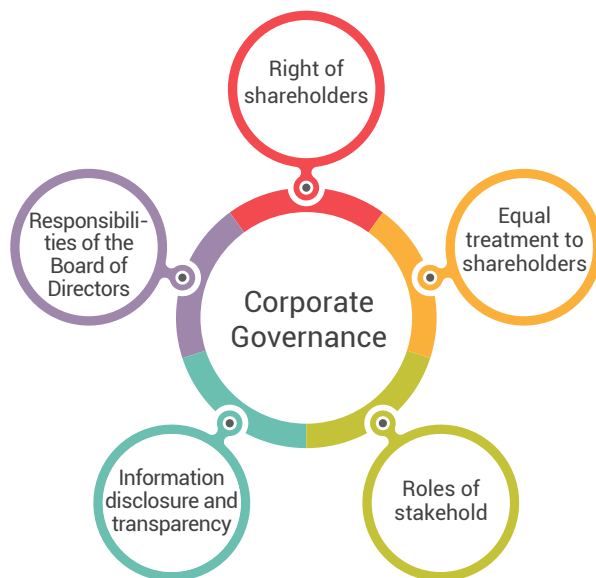 Right of
shareholders
Equal
treatment to
shareholders
Roles of
stakehold
Information
disclosure and
transparency
Responsibili-
ties of the
Board of
Directors
Corporate
Governance